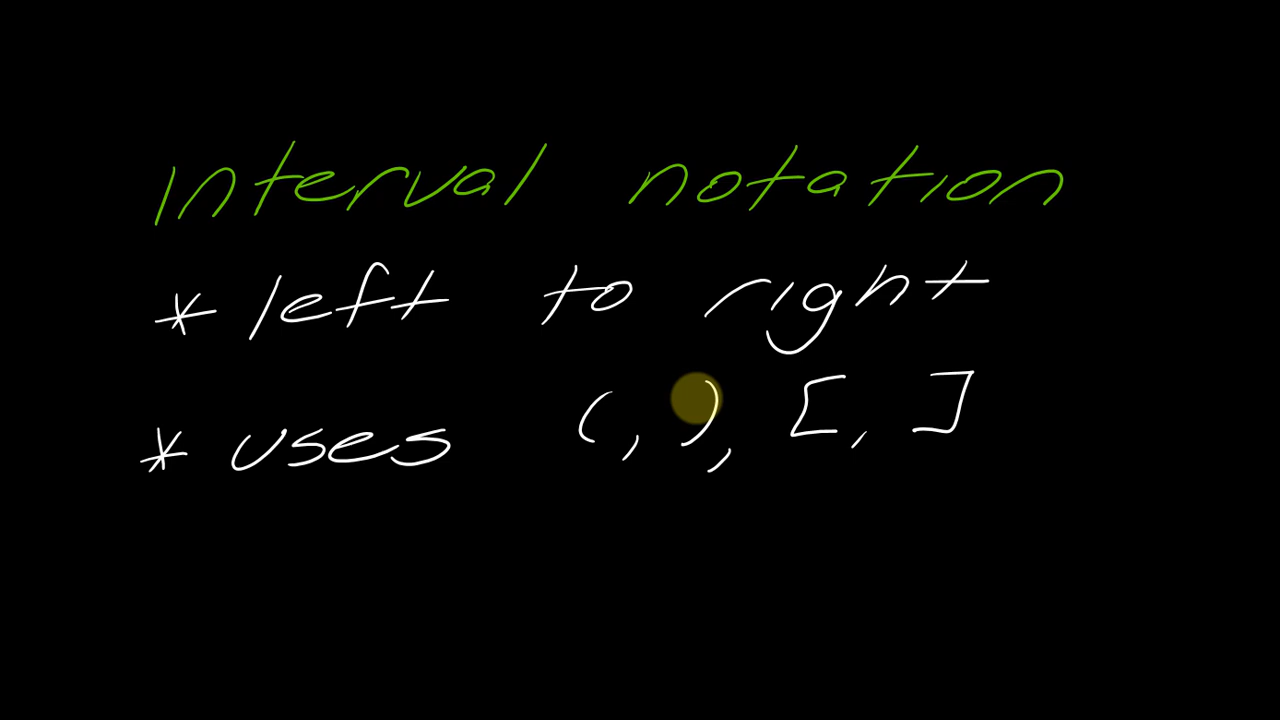 Interval notation
* left to right
* uses (, ), [, ]